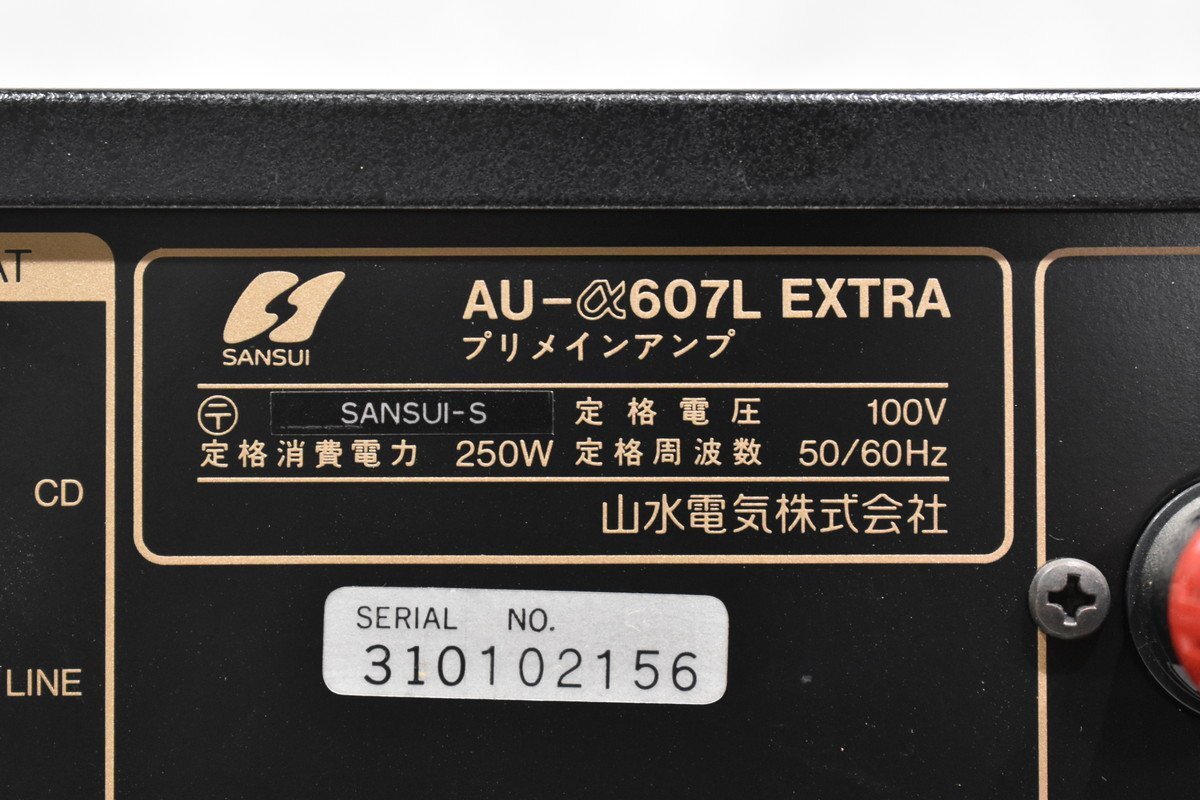 AU-α607L EXTRA
SANSUI
プリメインアンプ
〒 SANSUI-S 定格電圧 100V
定格消費電力 250W 定格周波数 50/60Hz
山水電気株式会社
SERIAL NO.
310102156
AT
CD
LINE